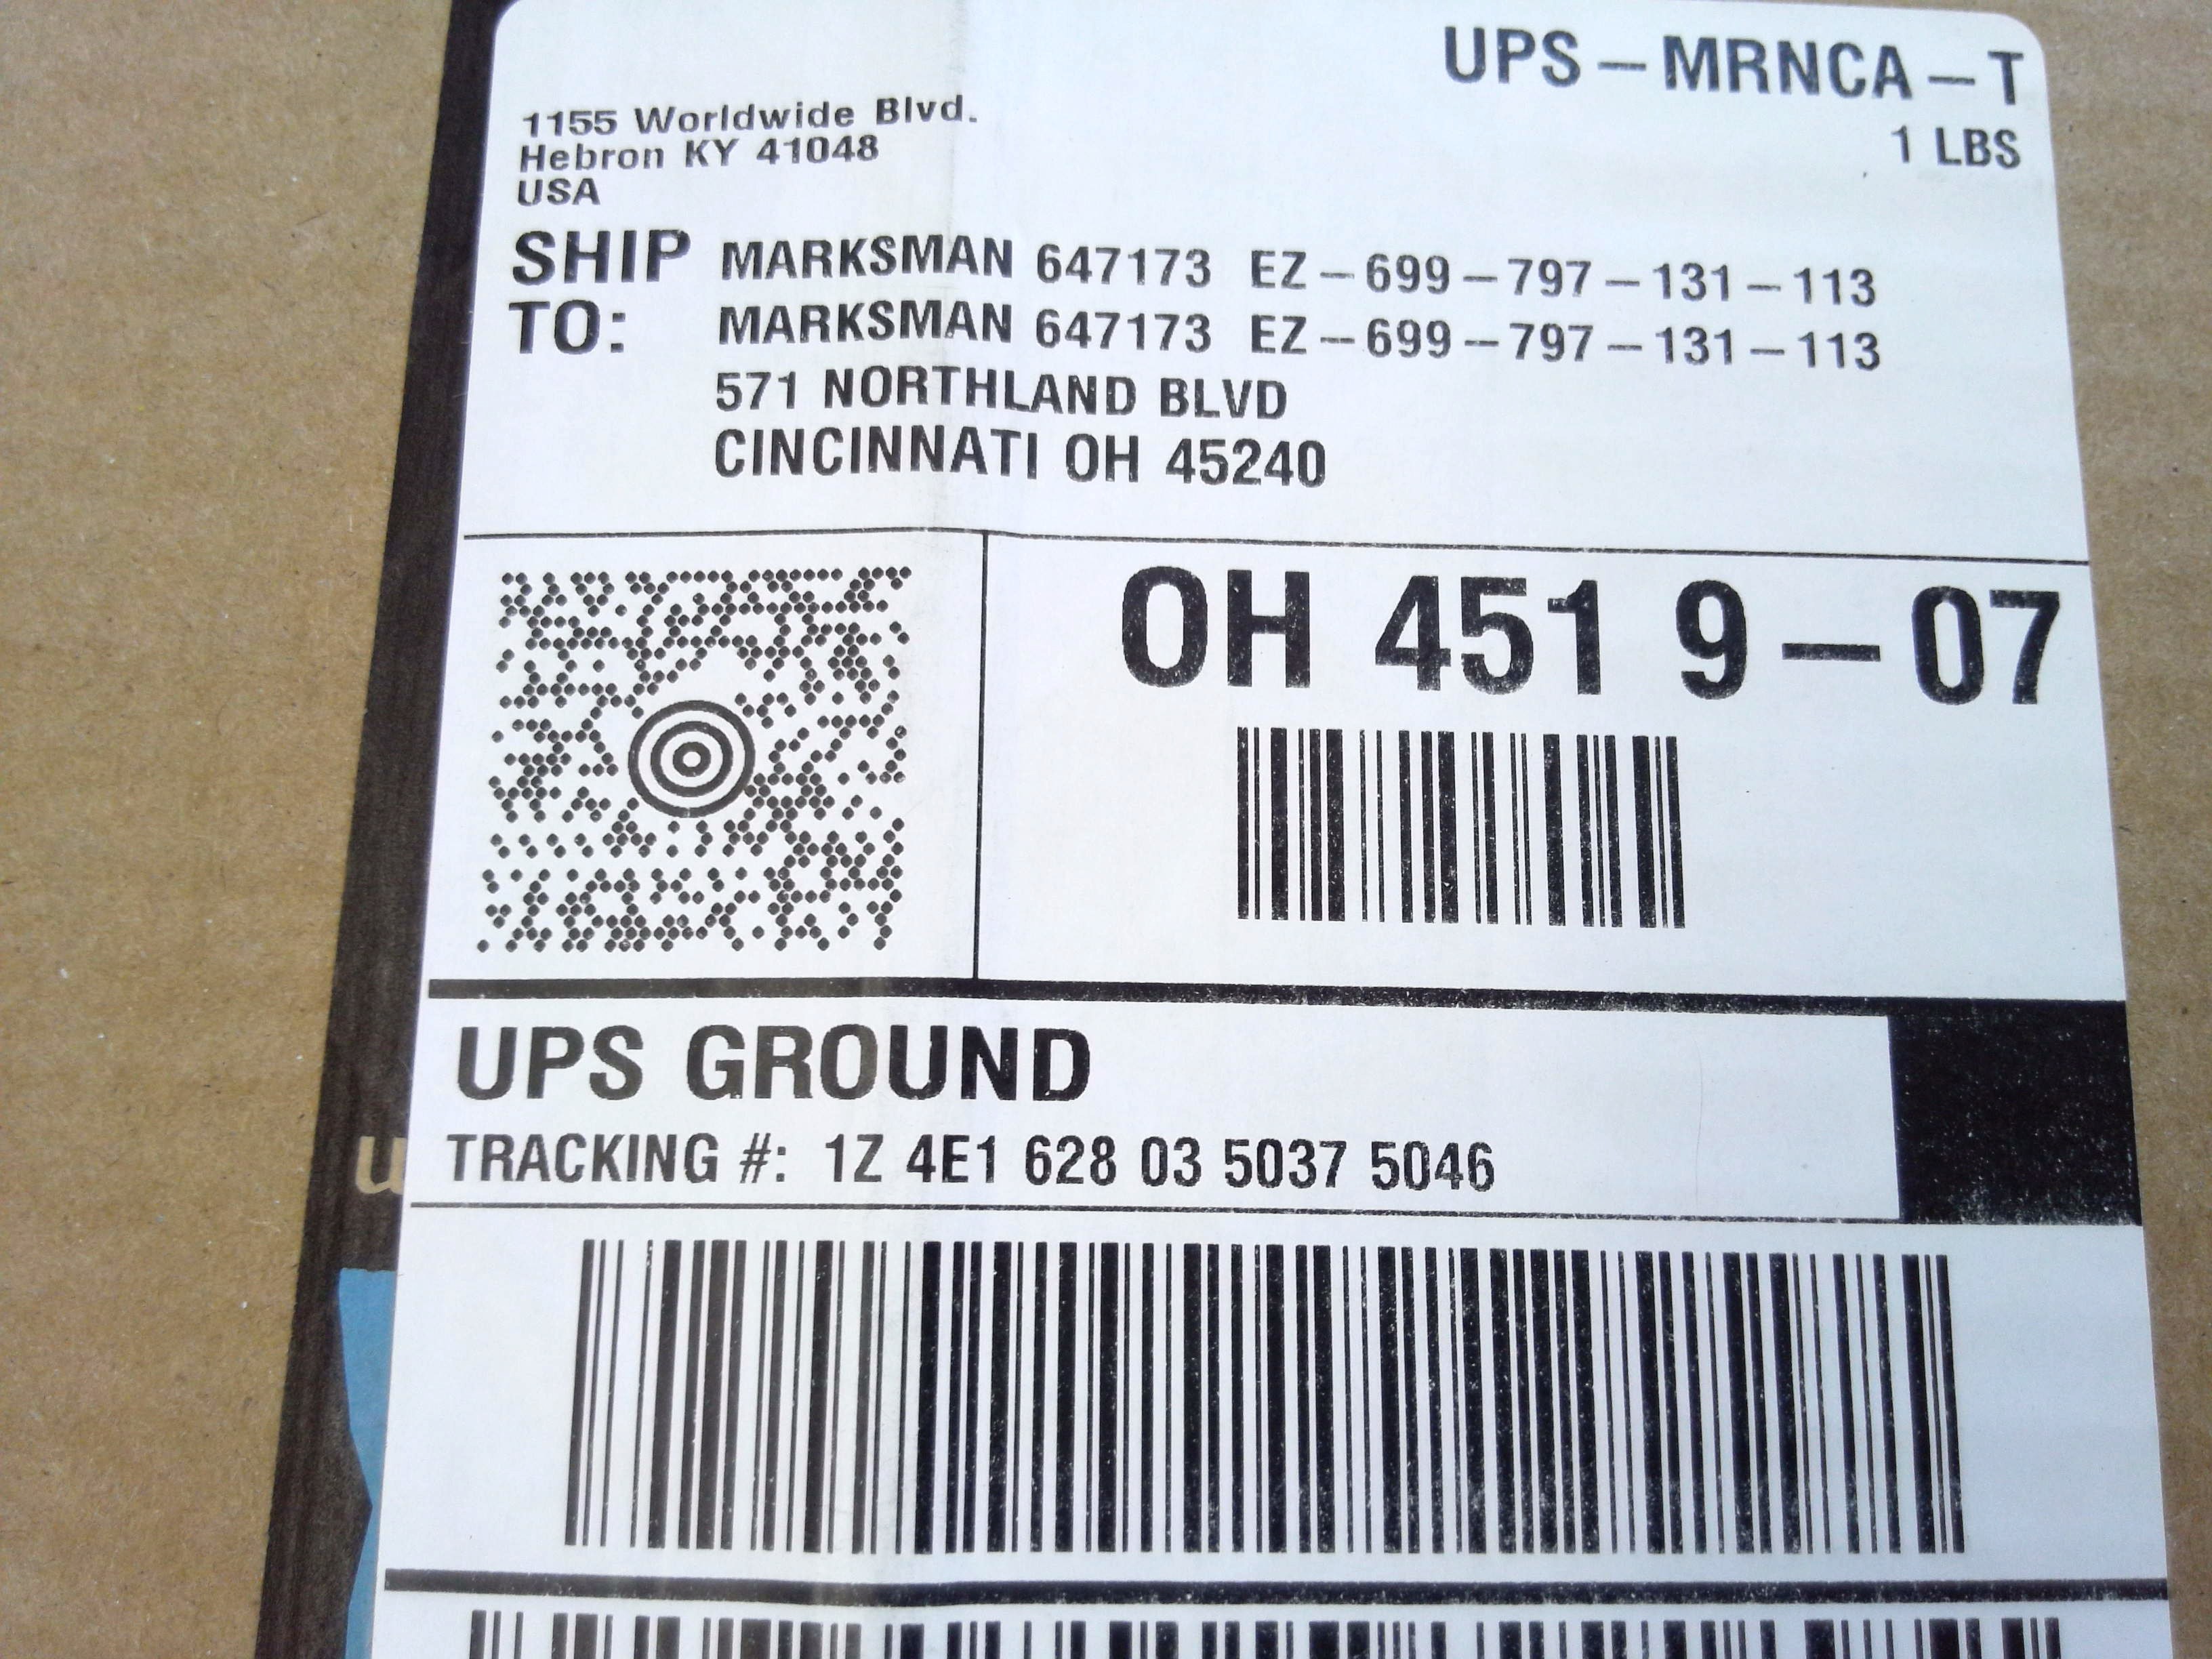 UPS-MRNCA-T
1 LBS
1155 Worldwide Blvd.
Hebron KY 41048
USA
SHIP TO:
MARKSMAN 647173 EZ-699-797-131-113
MARKSMAN 647173 EZ-699-797-131-113
571 NORTHLAND BLVD
CINCINNATI OH 45240
OH 451 9-07
UPS GROUND
TRACKING #: 1Z 4E1 628 03 5037 5046